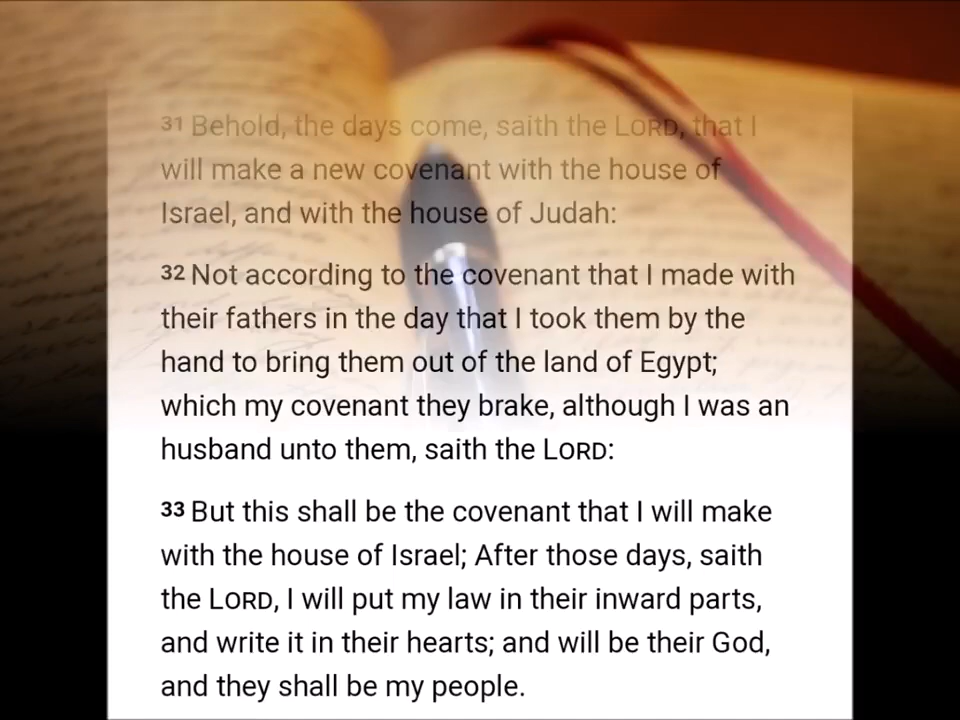 31 Behold, the days come, saith the LORD, that I
will make a new covenant with the house of
Israel, and with the house of Judah:
32 Not according to the covenant that I made with
their fathers in the day that I took them by the
hand to bring them out of the land of Egypt;
which my covenant they brake, although I was an
husband unto them, saith the LORD:
33 But this shall be the covenant that I will make
with the house of Israel; After those days, saith
the LORD, I will put my law in their inward parts,
and write it in their hearts; and will be their God,
and they shall be my people.